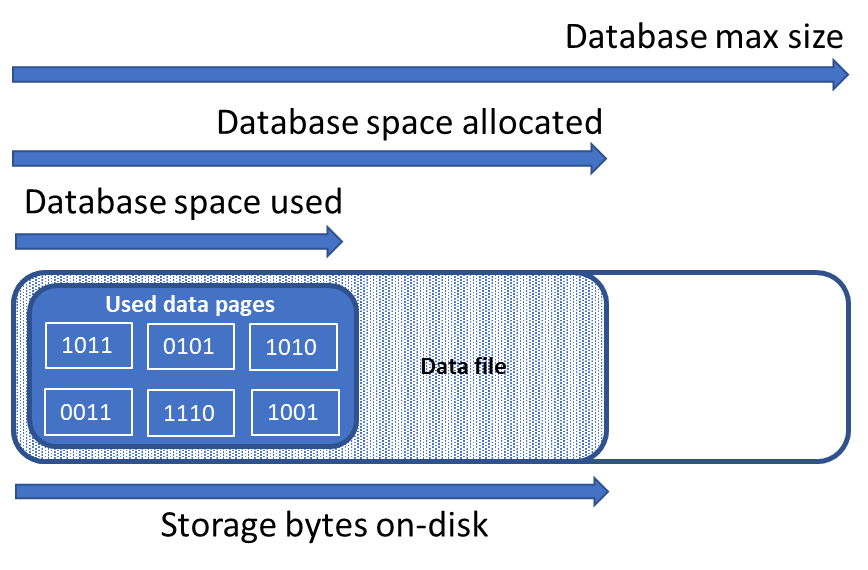 Database max size
Database space allocated
Database space used
Used data pages
1011 0101 1010
0011 1110 1001
Data file
Storage bytes on-disk